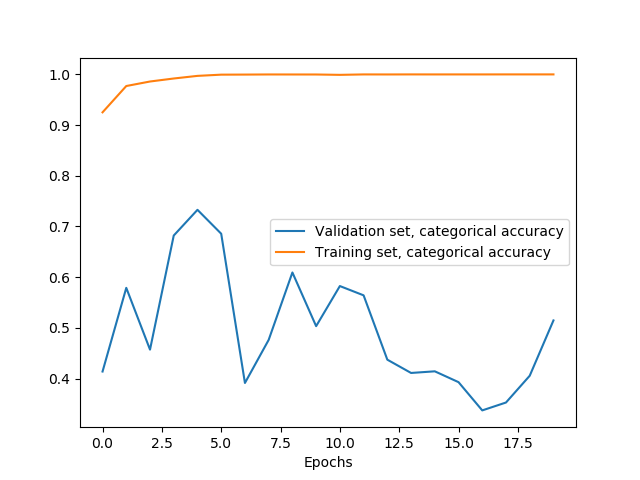 1.0
0.9
0.8
0.7
0.6
0.5
0.4
Validation set, categorical accuracy
Training set, categorical accuracy
0.0 2.5 5.0 7.5 10.0 12.5 15.0 17.5
Epochs